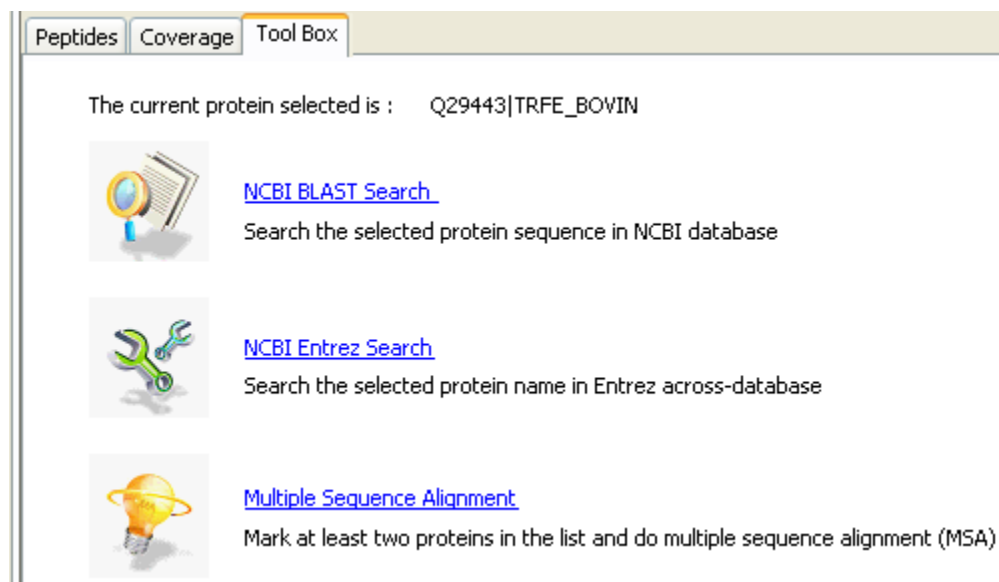 Peptides Coverage Tool Box
The current protein selected is : Q29443|TRFE_BOVIN
NCBI BLAST Search
Search the selected protein sequence in NCBI database
NCBI Entrez Search
Search the selected protein name in Entrez across-database
Multiple Sequence Alignment
Mark at least two proteins in the list and do multiple sequence alignment (MSA)